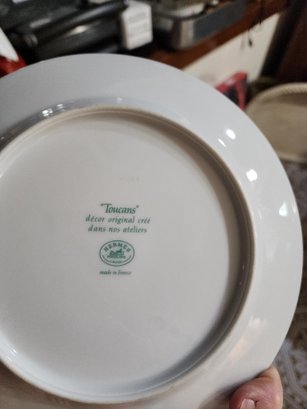 "Toucans"
décor original créé
dans nos ateliers
HERMES
made in France